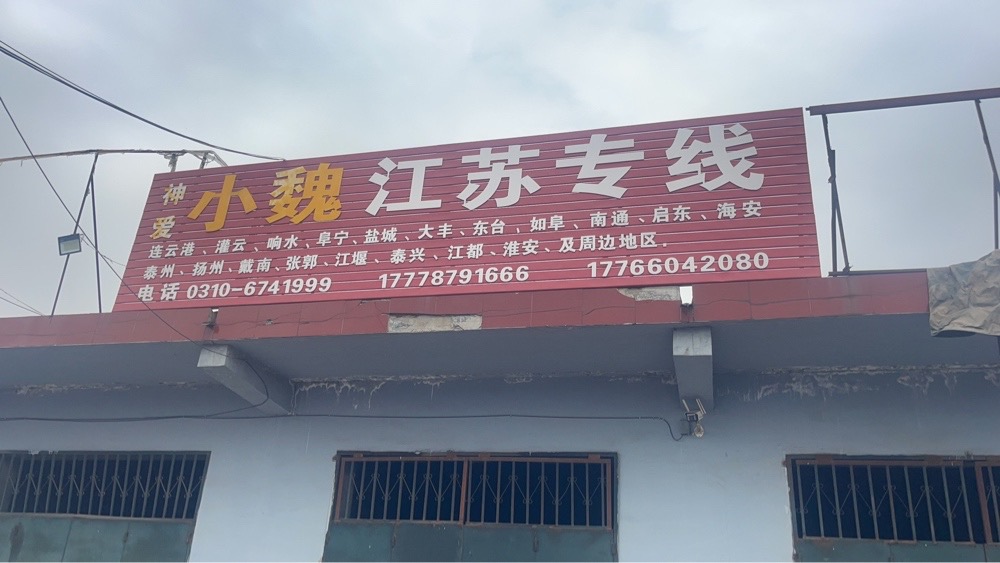 神爱 小魏 江苏专线
连云港、灌云、响水、阜宁、盐城、大丰、东台、如阜、南通、启东、海安
泰州、扬州、戴南、张郭、江堰、泰兴、江都、淮安、及周边地区.
电话 0310-6741999 17778791666 17766042080